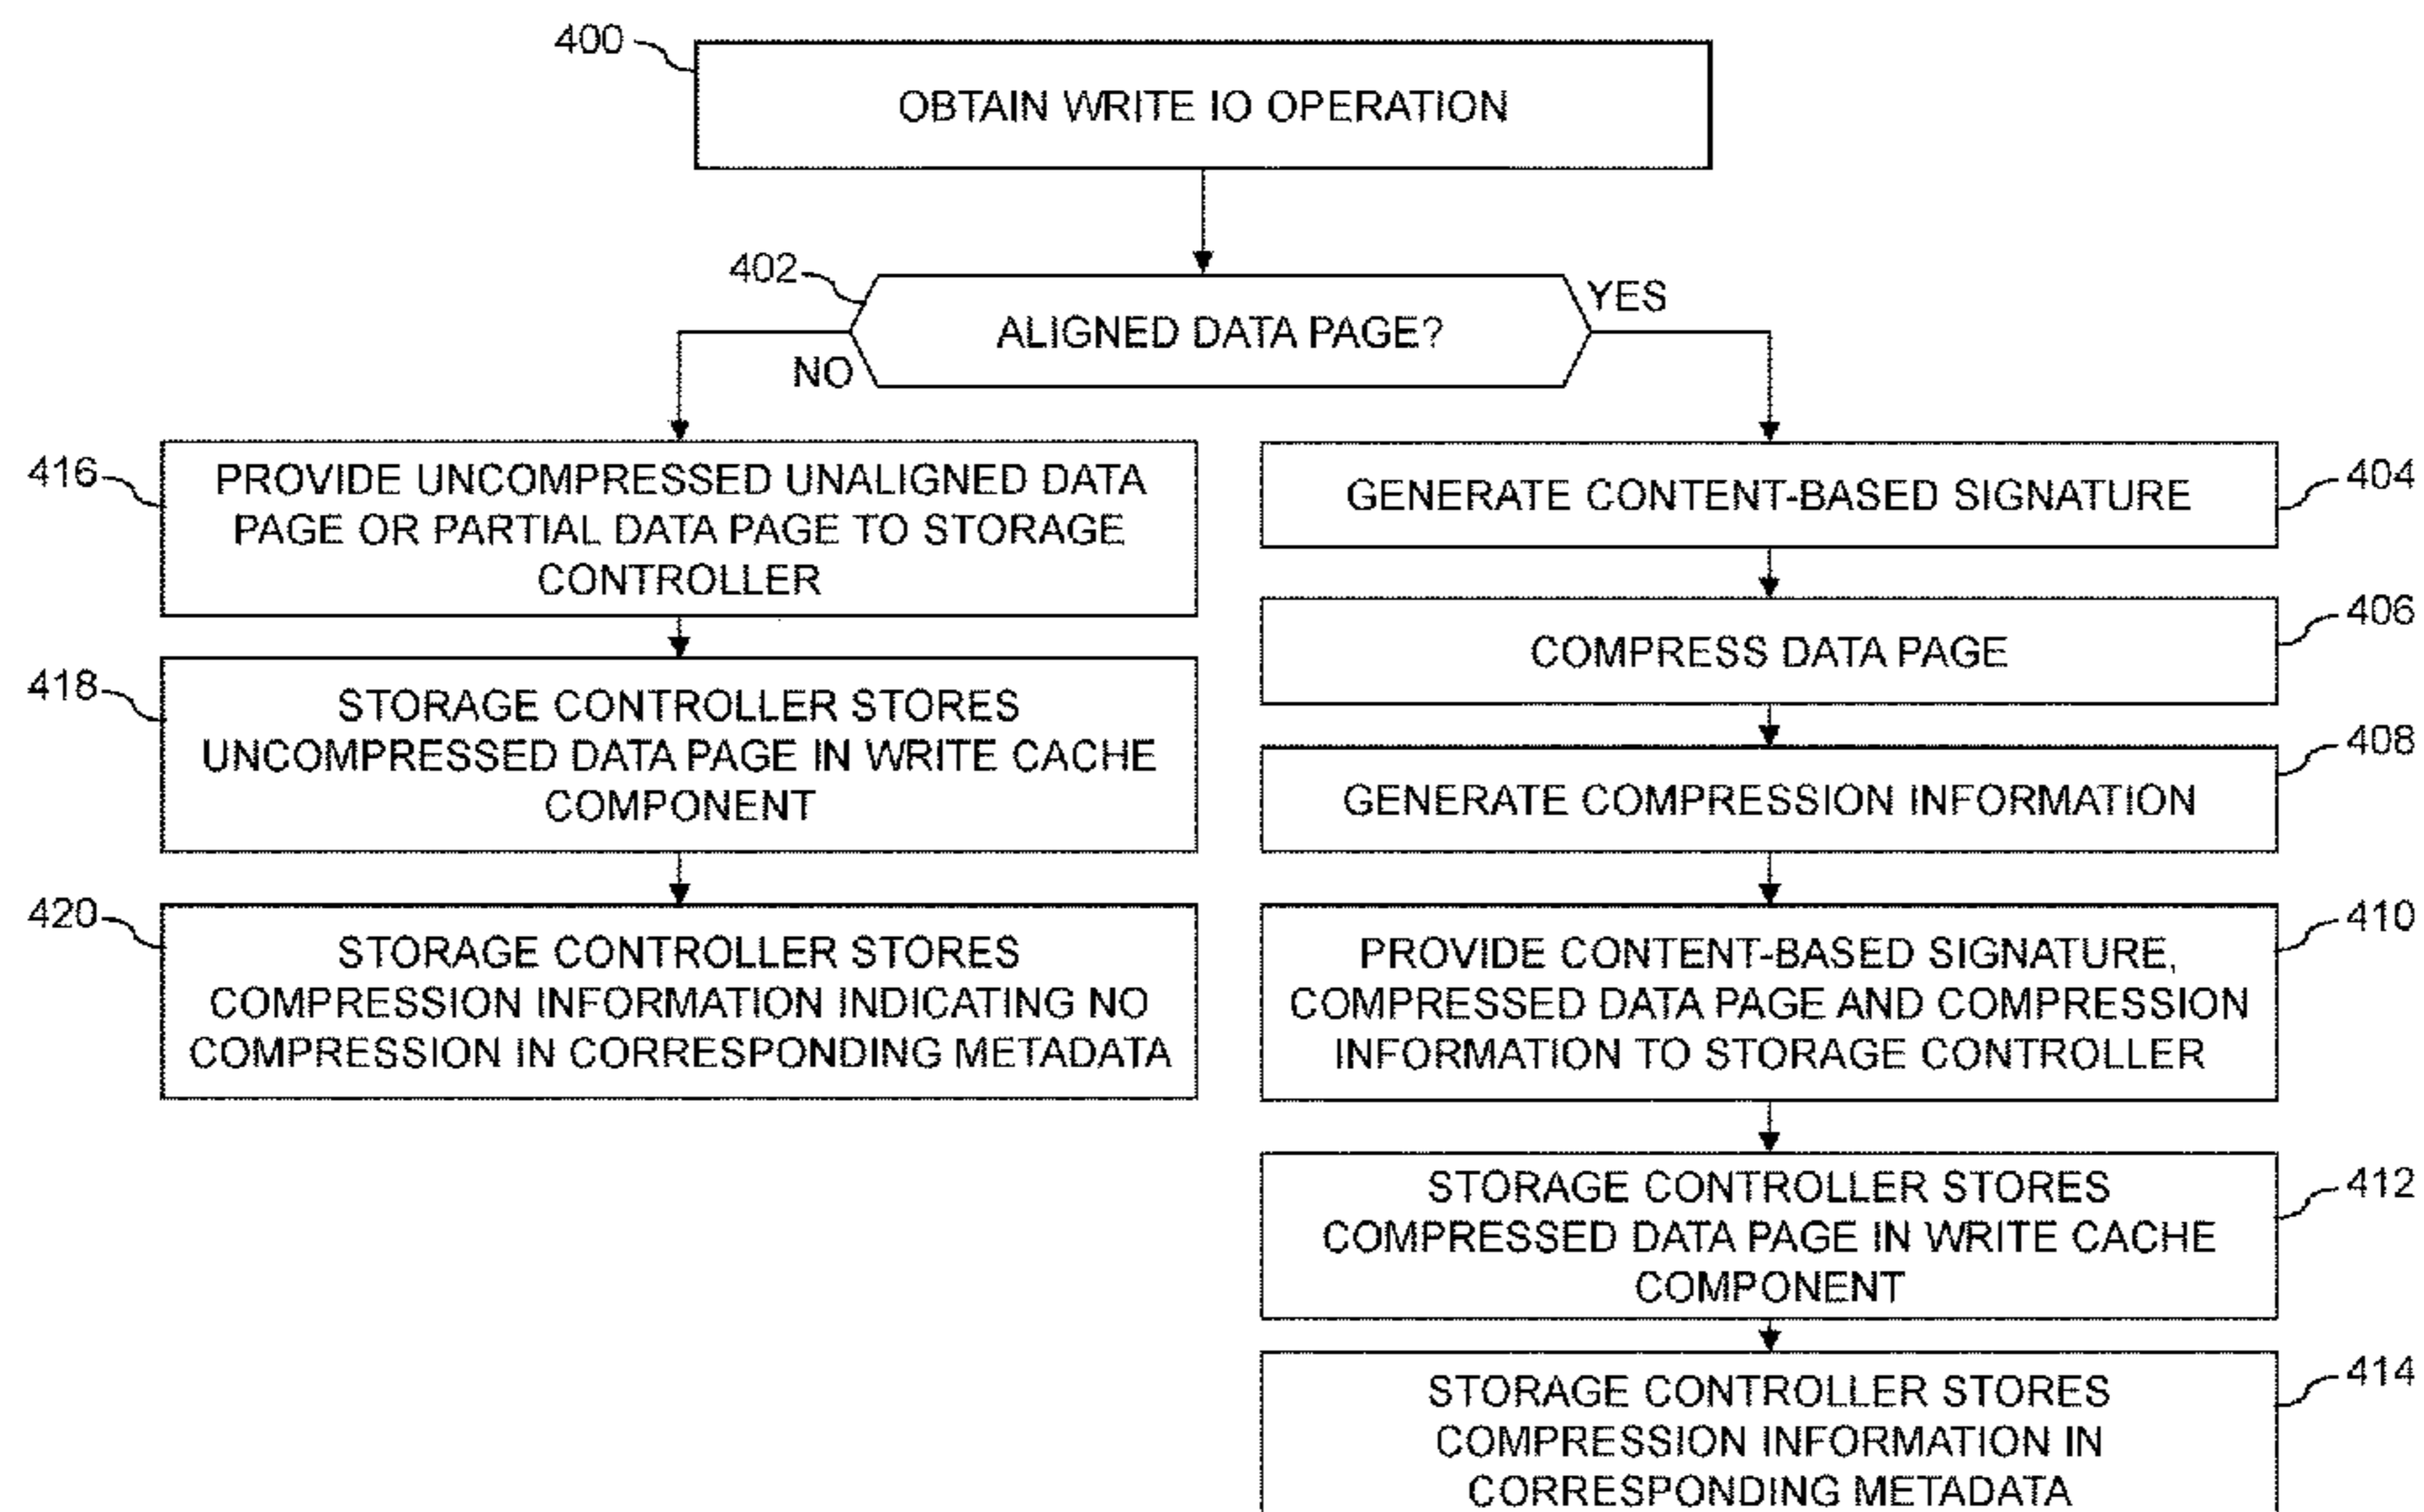 400
OBTAIN WRITE IO OPERATION
402
ALIGNED DATA PAGE?
YES
NO
416
PROVIDE UNCOMPRESSED UNALIGNED DATA
PAGE OR PARTIAL DATA PAGE TO STORAGE
CONTROLLER
418
STORAGE CONTROLLER STORES
UNCOMPRESSED DATA PAGE IN WRITE CACHE
COMPONENT
420
STORAGE CONTROLLER STORES
COMPRESSION INFORMATION INDICATING NO
COMPRESSION IN CORRESPONDING METADATA
GENERATE CONTENT-BASED SIGNATURE
404
COMPRESS DATA PAGE
406
GENERATE COMPRESSION INFORMATION
408
PROVIDE CONTENT-BASED SIGNATURE,
COMPRESSED DATA PAGE AND COMPRESSION
INFORMATION TO STORAGE CONTROLLER
410
STORAGE CONTROLLER STORES
COMPRESSED DATA PAGE IN WRITE CACHE
COMPONENT
412
STORAGE CONTROLLER STORES
COMPRESSION INFORMATION IN
CORRESPONDING METADATA
414